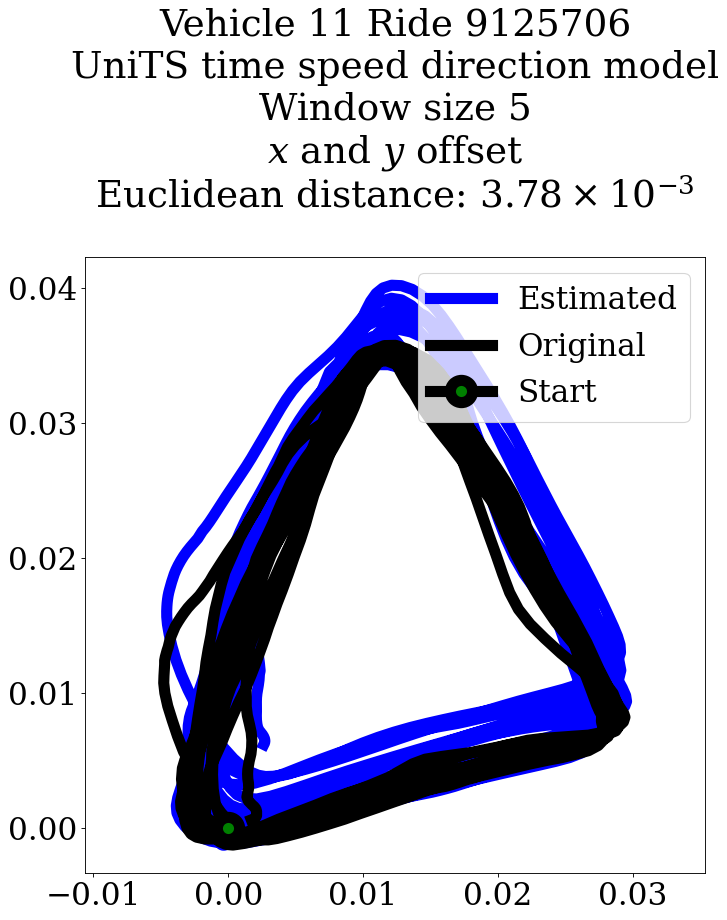 Vehicle 11 Ride 9125706
UniTS time speed direction model
Window size 5
x and y offset
Euclidean distance: 3.78 × 10⁻³
0.04
0.03
0.02
0.01
0.00
−0.01 0.00 0.01 0.02 0.03
Estimated
Original
Start